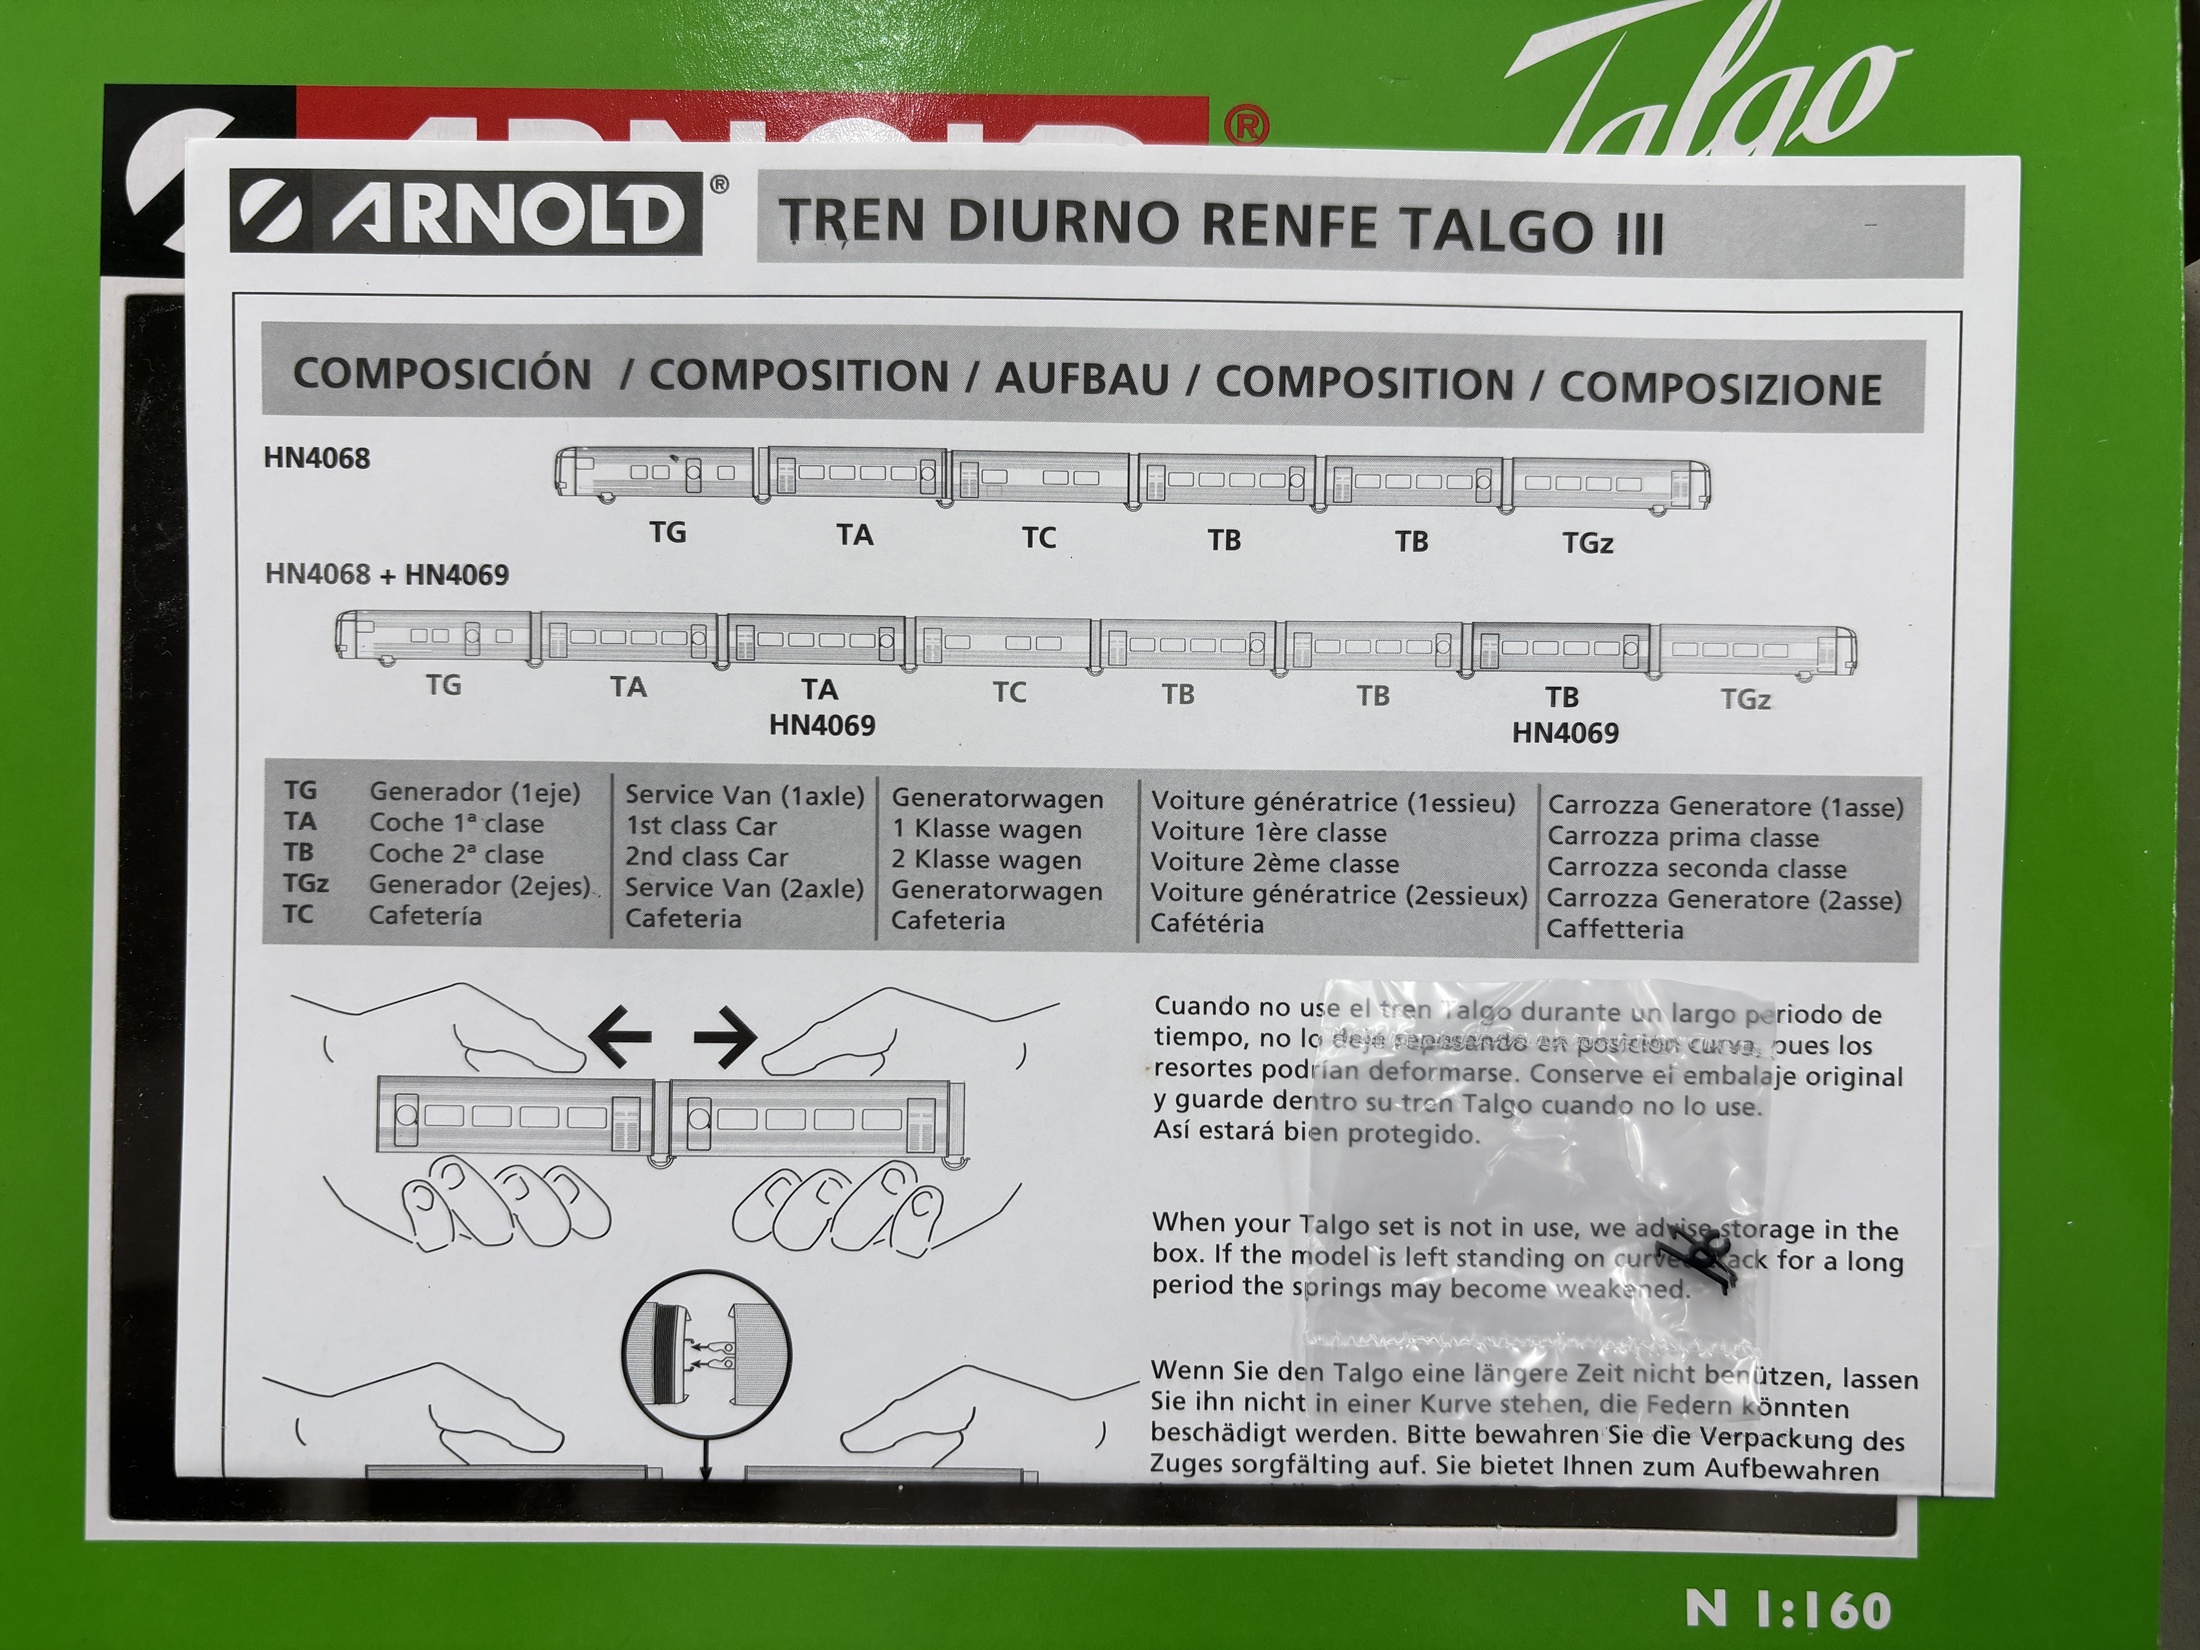 Talgo
ARNOLD ®
ARNOLD ®
TREN DIURNO RENFE TALGO III
COMPOSICIÓN / COMPOSITION / AUFBAU / COMPOSITION / COMPOSIZIONE
HN4068
TG TA TC TB TB TGz
HN4068 + HN4069
TG TA TA TC TB TB TB TGz
HN4069 HN4069
TG Generador (1eje) Service Van (1axle) Generatorwagen Voiture génératrice (1essieu) Carrozza Generatore (1asse)
TA Coche 1ª clase 1st class Car 1 Klasse wagen Voiture 1ère classe Carrozza prima classe
TB Coche 2ª clase 2nd class Car 2 Klasse wagen Voiture 2ème classe Carrozza seconda classe
TGz Generador (2ejes) Service Van (2axle) Generatorwagen Voiture génératrice (2essieux) Carrozza Generatore (2asse)
TC Cafetería Cafeteria Cafeteria Cafétéria Caffetteria
Cuando no use el tren Talgo durante un largo periodo de
tiempo, no lo deje reposando en posición curva, pues los
resortes podrían deformarse. Conserve el embalaje original
y guarde dentro su tren Talgo cuando no lo use.
Así estará bien protegido.
When your Talgo set is not in use, we advise storage in the
box. If the model is left standing on curved track for a long
period the springs may become weakened.
Wenn Sie den Talgo eine längere Zeit nicht benützen, lassen
Sie ihn nicht in einer Kurve stehen, die Federn könnten
beschädigt werden. Bitte bewahren Sie die Verpackung des
Zuges sorgfälting auf. Sie bietet Ihnen zum Aufbewahren
N 1:160